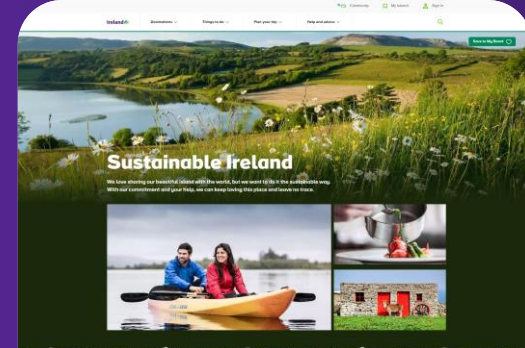 Community My Ireland Sign in
Ireland Destinations Things to do Plan your trip Help and advice
Save to My Board
Sustainable Ireland
We love sharing our beautiful island with the world, but we want to do it the sustainable way.
With our commitment and your help, we can keep loving this place and leave no trace.